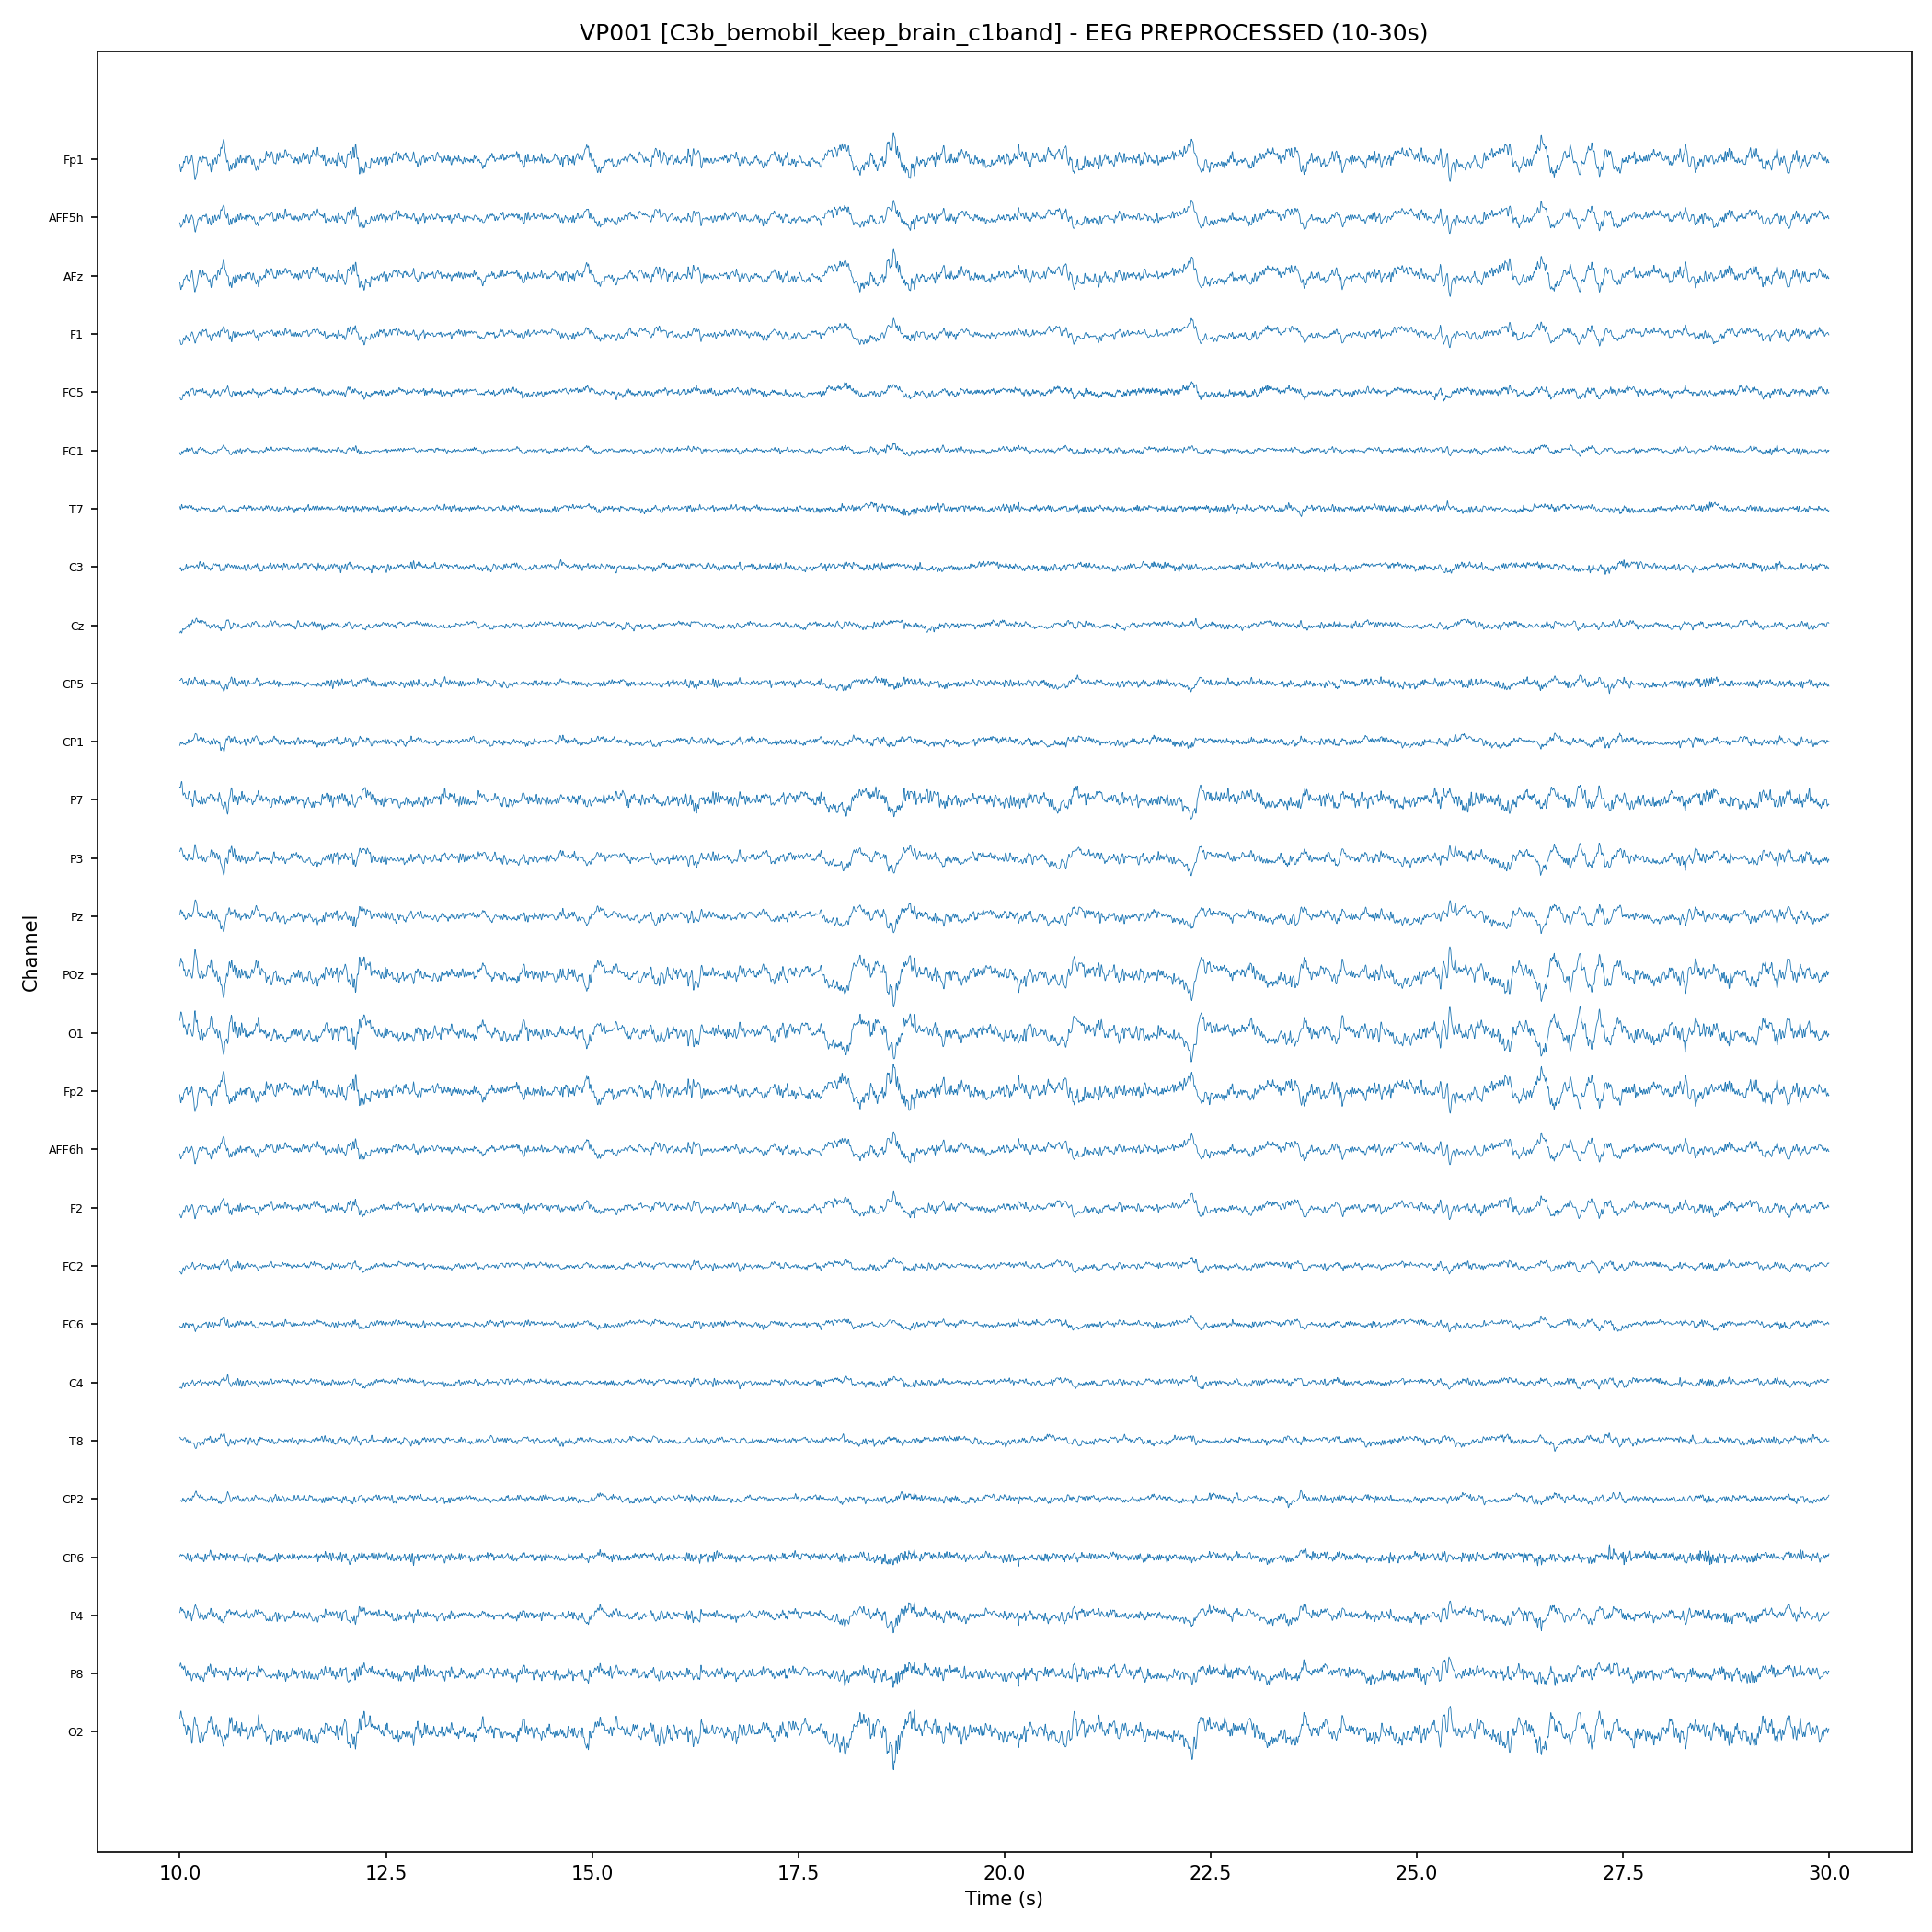 VP001 [C3b_bemobil_keep_brain_c1band] - EEG PREPROCESSED (10-30s)
Channel
Fp1
AFF5h
AFz
F1
FC5
FC1
T7
C3
Cz
CP5
CP1
P7
P3
Pz
POz
O1
Fp2
AFF6h
F2
FC2
FC6
C4
T8
CP2
CP6
P4
P8
O2
10.0 12.5 15.0 17.5 20.0 22.5 25.0 27.5 30.0
Time (s)